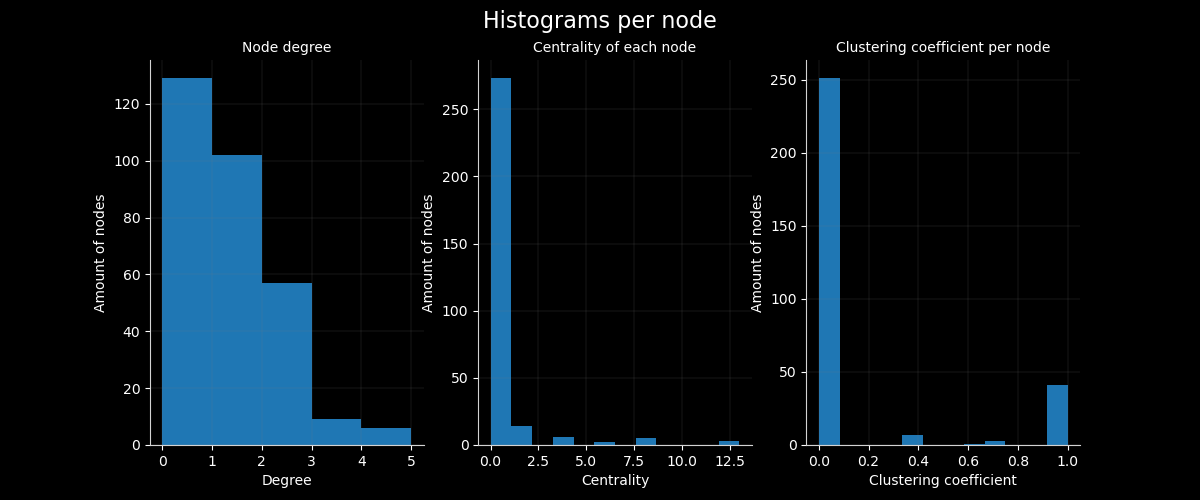 Histograms per node
Node degree
Centrality of each node
Clustering coefficient per node
120
100
80
60
40
20
0
Amount of nodes
0 1 2 3 4 5
Degree
250
200
150
100
50
0
Amount of nodes
0.0 2.5 5.0 7.5 10.0 12.5
Centrality
250
200
150
100
50
0
Amount of nodes
0.0 0.2 0.4 0.6 0.8 1.0
Clustering coefficient